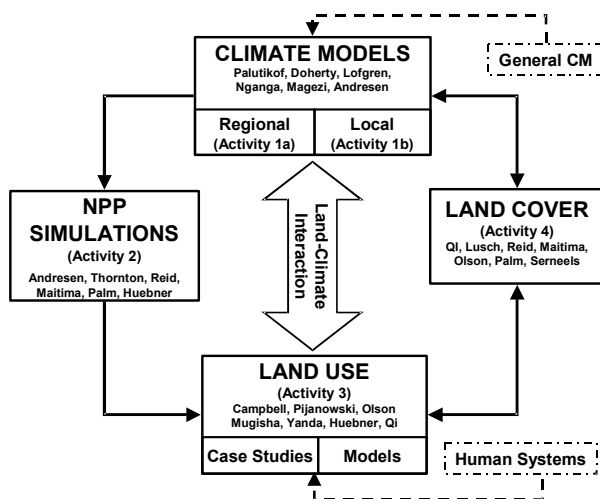 CLIMATE MODELS
Palutikof, Doherty, Lofgren,
Nganga, Magezi, Andresen
Regional
(Activity 1a)
Local
(Activity 1b)
General CM
NPP
SIMULATIONS
(Activity 2)
Andresen, Thornton, Reid,
Maitima, Palm, Huebner
Land-Climate
Interaction
LAND COVER
(Activity 4)
QI, Lusch, Reid, Maitima,
Olson, Palm, Serneels
LAND USE
(Activity 3)
Campbell, Pijanowski, Olson
Mugisha, Yanda, Huebner, Qi
Case Studies
Models
Human Systems